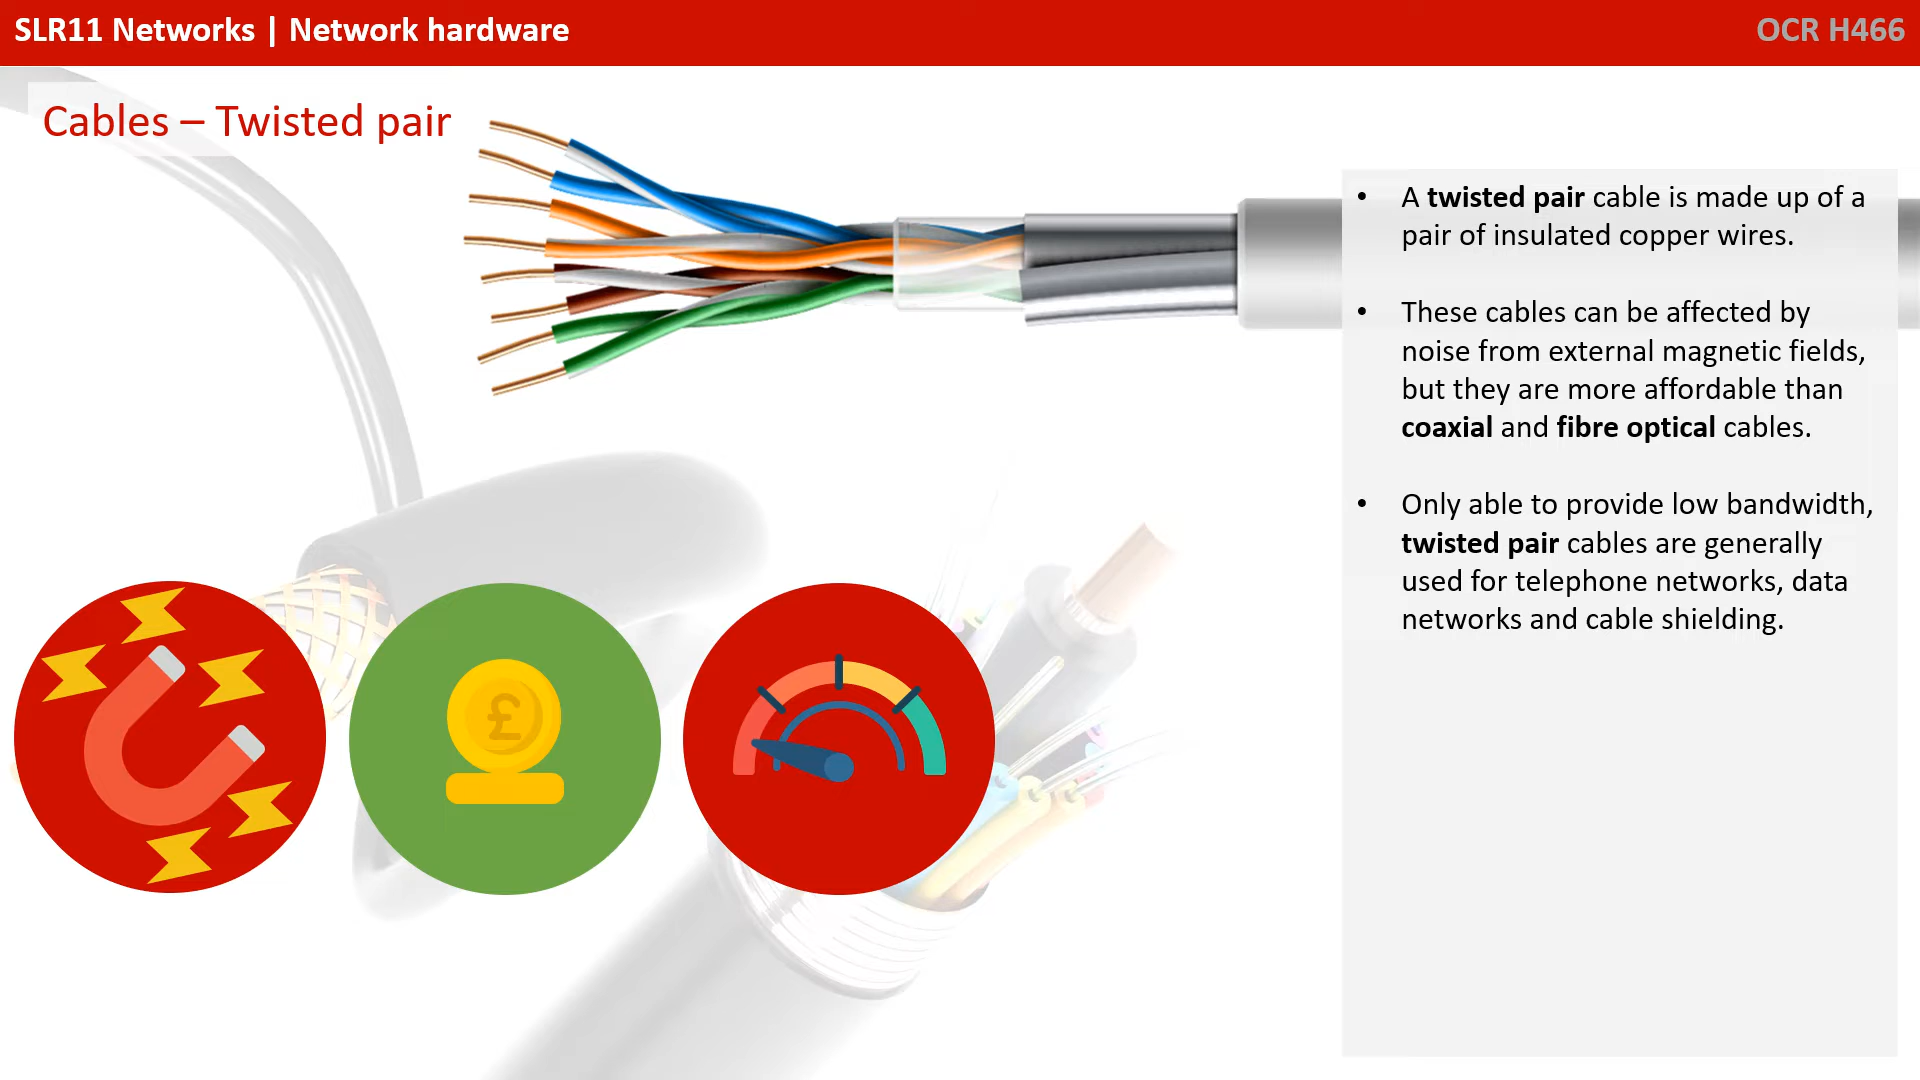 SLR11 Networks | Network hardware
OCR H466
Cables – Twisted pair
• A twisted pair cable is made up of a
pair of insulated copper wires.
• These cables can be affected by
noise from external magnetic fields,
but they are more affordable than
coaxial and fibre optical cables.
• Only able to provide low bandwidth,
twisted pair cables are generally
used for telephone networks, data
networks and cable shielding.
£